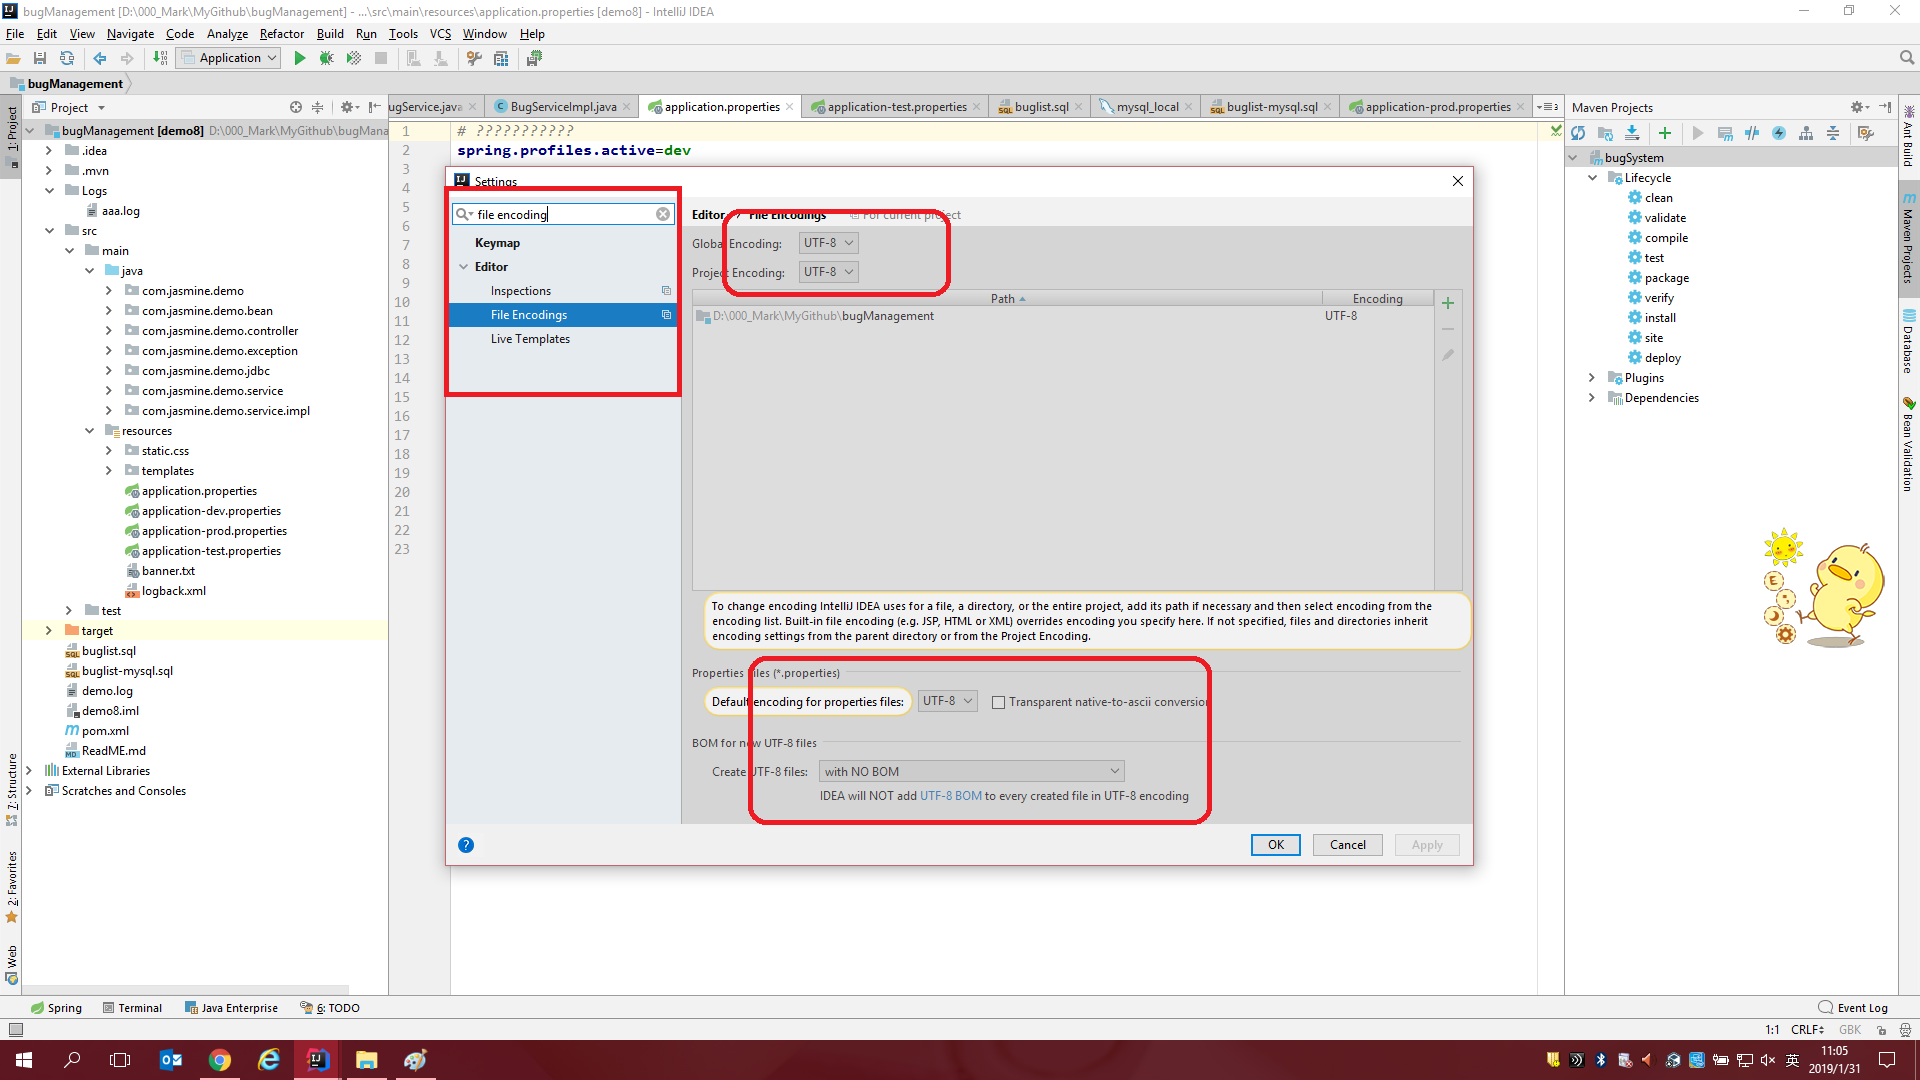 bugManagement [D:\000_Mark\MyGithub\bugManagement] - ...\src\main\resources\application.properties [demo8] - IntelliJ IDEA
File Edit View Navigate Code Analyze Refactor Build Run Tools VCS Window Help
Application
bugManagement
Project
ugService.java
BugServiceImpl.java
application.properties
application-test.properties
buglist.sql
mysql_local
buglist-mysql.sql
application-prod.properties
Maven Projects
1: Project
7: Structure
2: Favorites
Web
bugManagement [demo8] D:\000_Mark\MyGithub\bugMana
.idea
.mvn
Logs
aaa.log
src
main
java
com.jasmine.demo
com.jasmine.demo.bean
com.jasmine.demo.controller
com.jasmine.demo.exception
com.jasmine.demo.jdbc
com.jasmine.demo.service
com.jasmine.demo.service.impl
resources
static.css
templates
application.properties
application-dev.properties
application-prod.properties
application-test.properties
banner.txt
logback.xml
test
target
buglist.sql
buglist-mysql.sql
demo.log
demo8.iml
pom.xml
ReadME.md
External Libraries
Scratches and Consoles
1 # ???????????
2 spring.profiles.active=dev
3
4
5
6
7
8
9
10
11
12
13
14
15
16
17
18
19
20
21
22
23
Settings
file encoding
Keymap
Editor
Inspections
File Encodings
Live Templates
Editor › File Encodings For current project
Global Encoding: UTF-8
Project Encoding: UTF-8
Path Encoding
D:\000_Mark\MyGithub\bugManagement UTF-8
To change encoding IntelliJ IDEA uses for a file, a directory, or the entire project, add its path if necessary and then select encoding from the
encoding list. Built-in file encoding (e.g. JSP, HTML or XML) overrides encoding you specify here. If not specified, files and directories inherit
encoding settings from the parent directory or from the Project Encoding.
Properties Files (*.properties)
Default encoding for properties files: UTF-8 Transparent native-to-ascii conversion
BOM for new UTF-8 files
Create UTF-8 files: with NO BOM
IDEA will NOT add UTF-8 BOM to every created file in UTF-8 encoding
OK Cancel Apply
bugSystem
Lifecycle
clean
validate
compile
test
package
verify
install
site
deploy
Plugins
Dependencies
Ant Build
Maven Projects
Database
Bean Validation
E
Spring Terminal Java Enterprise 6: TODO Event Log
1:1 CRLF GBK
英
11:05
2019/1/31